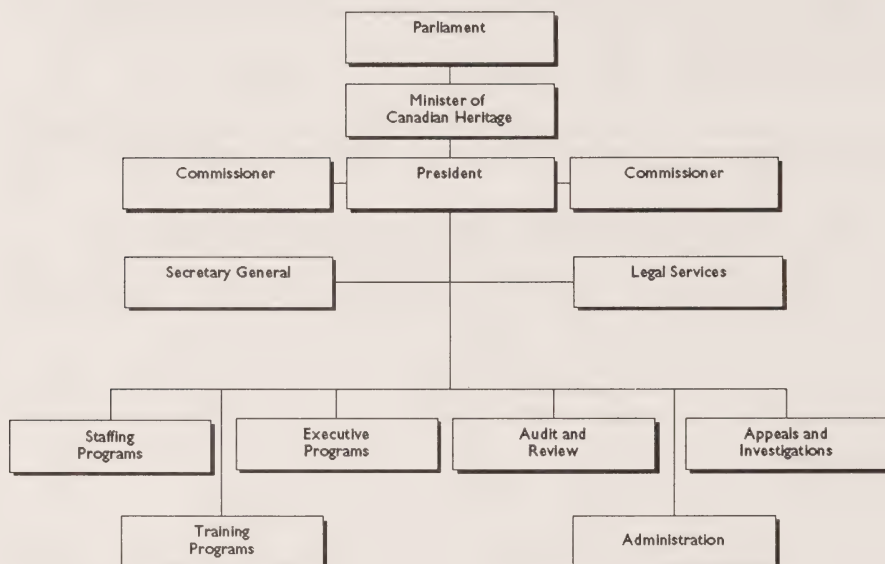 Parliament
Minister of
Canadian Heritage
Commissioner
President
Commissioner
Secretary General
Legal Services
Staffing
Programs
Executive
Programs
Audit and
Review
Appeals and
Investigations
Training
Programs
Administration